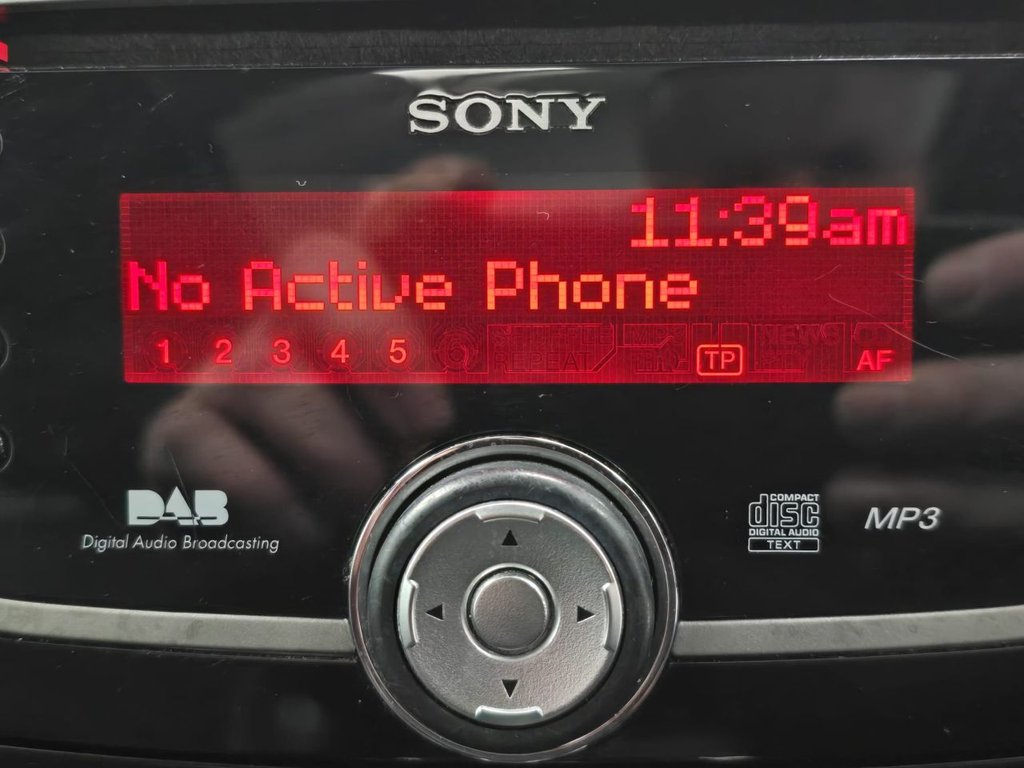 SONY
11:39am
No Active Phone
1 2 3 4 5 TP AF
DAB
Digital Audio Broadcasting
COMPACT
disc
DIGITAL AUDIO
TEXT
MP3